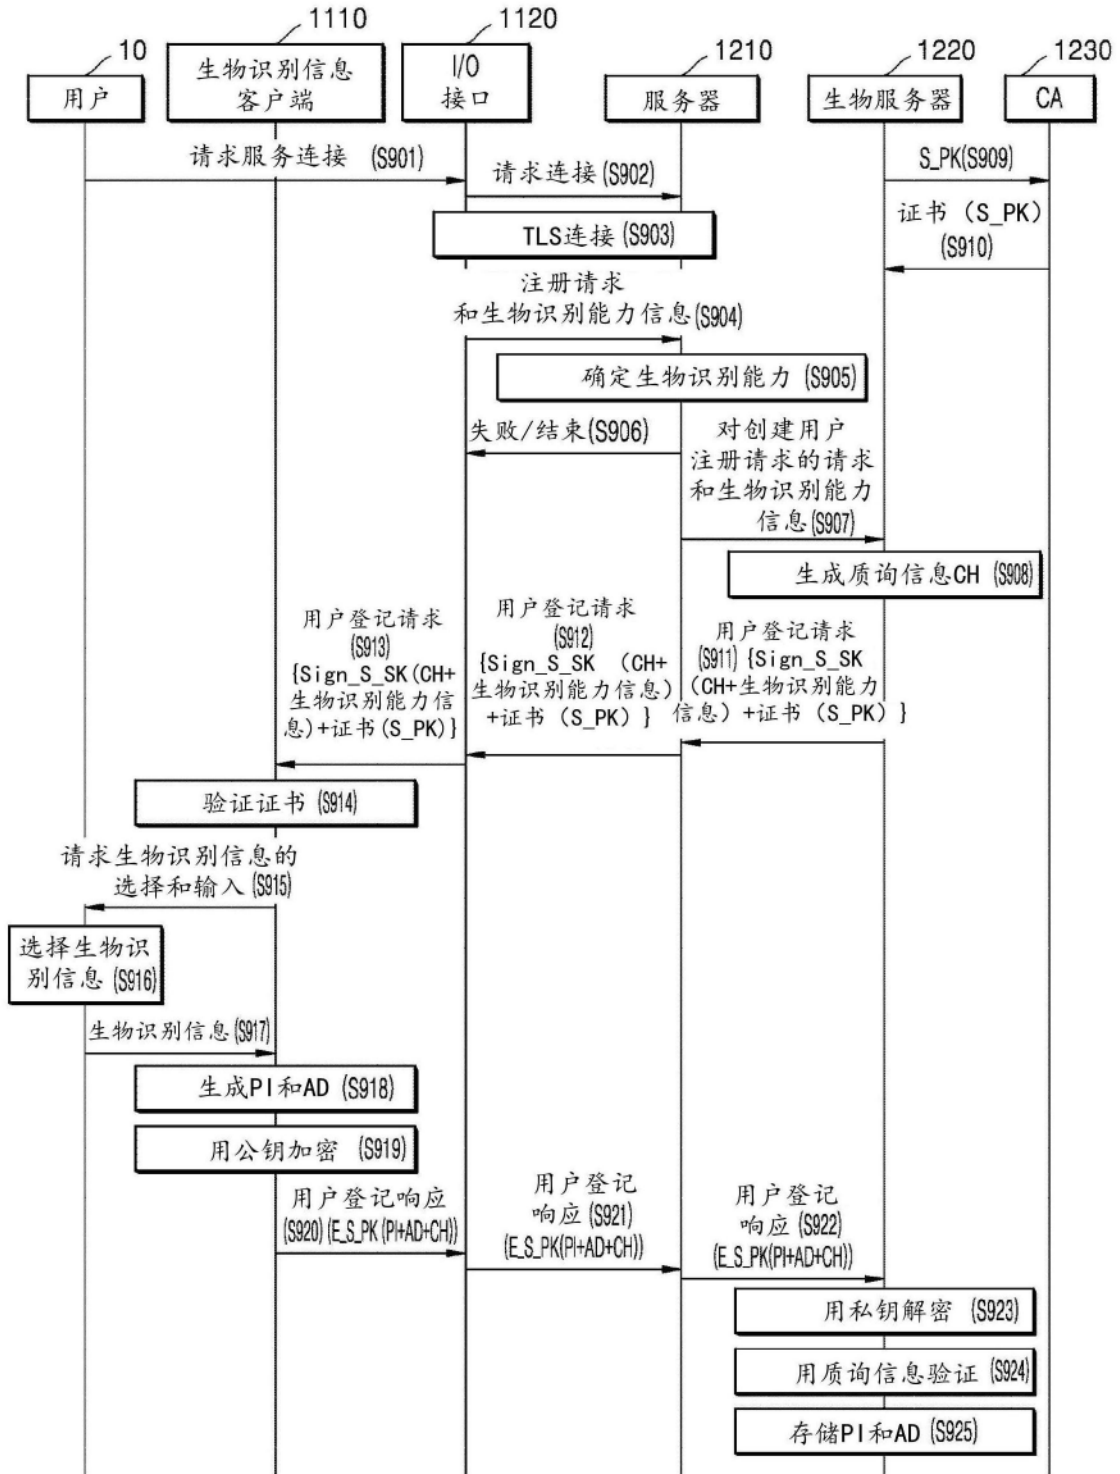 1110
1120
10
1210
1220
1230
用户
生物识别信息
客户端
I/O
接口
服务器
生物服务器
CA
请求服务连接 (S901)
请求连接(S902)
S_PK(S909)
TLS连接(S903)
证书 (S_PK)
(S910)
注册请求
和生物识别能力信息(S904)
确定生物识别能力(S905)
失败/结束(S906)
对创建用户
注册请求的请求
和生物识别能力
信息(S907)
生成质询信息CH (S908)
用户登记请求
(S913)
{Sign_S_SK(CH+
生物识别能力信
息)+证书(S_PK)}
用户登记请求
(S912)
{Sign_S_SK (CH+
生物识别能力信息)
+证书 (S_PK) }
用户登记请求
(S911) {Sign_S_SK
(CH+生物识别能力
信息) +证书 (S_PK) }
验证证书 (S914)
请求生物识别信息的
选择和输入(S915)
选择生物识
别信息(S916)
生物识别信息(S917)
生成PI和AD (S918)
用公钥加密 (S919)
用户登记响应
(S920) (E_S_PK (PI+AD+CH))
用户登记
响应(S921)
(E_S_PK(PI+AD+CH))
用户登记
响应(S922)
(E_S_PK(PI+AD+CH))
用私钥解密 (S923)
用质询信息验证(S924)
存储PI和AD(S925)